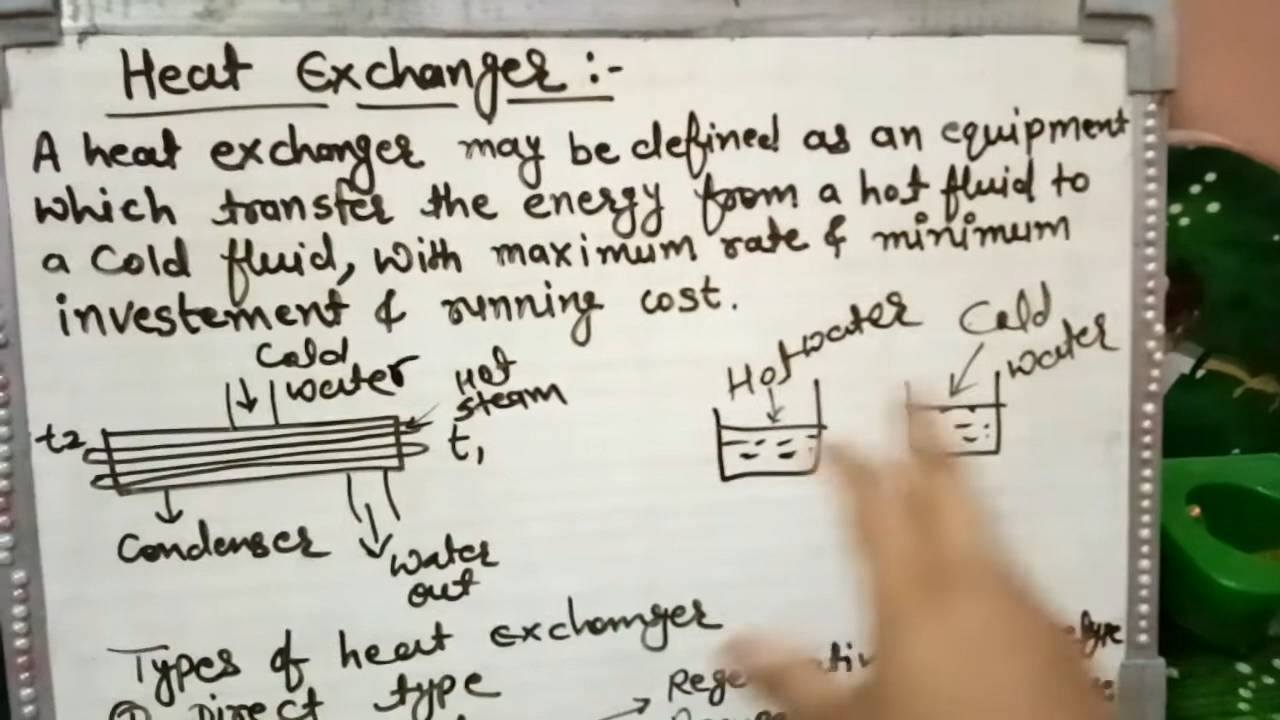 Heat Exchanger :-
A heat exchanger may be defined as an equipment
which transfer the energy from a hot fluid to
a cold fluid, with maximum rate & minimum
investement & running cost.
Cold
water
Hot
steam
t2
t1
Condenser
water
out
Hot water
Cold
water
Types of heat exchanger
① Direct type